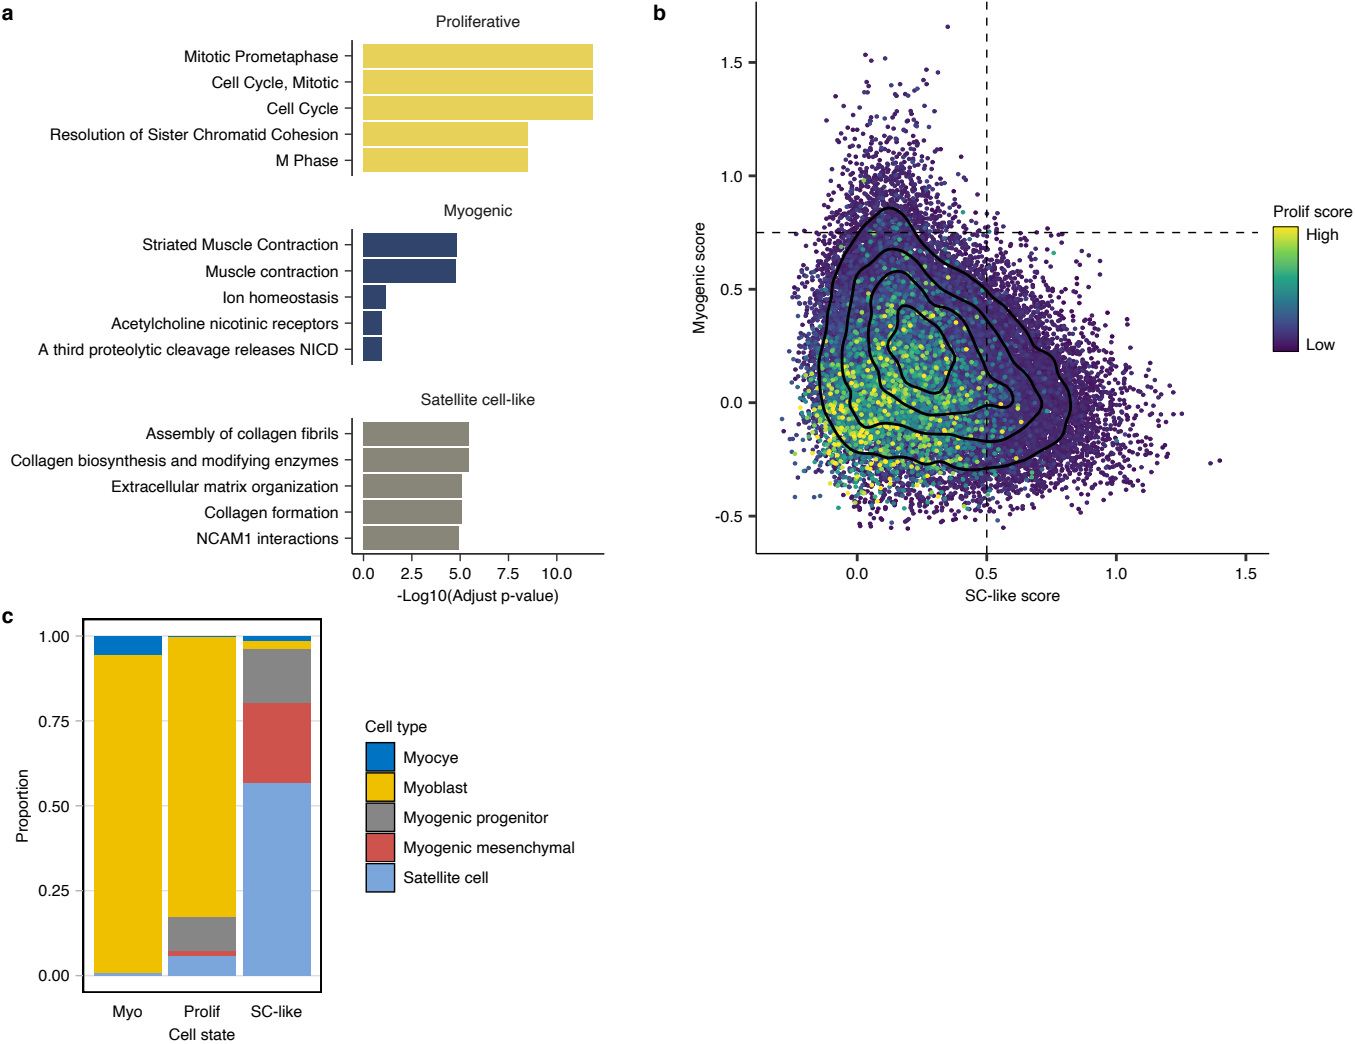 a
Proliferative
Mitotic Prometaphase
Cell Cycle, Mitotic
Cell Cycle
Resolution of Sister Chromatid Cohesion
M Phase
Myogenic
Striated Muscle Contraction
Muscle contraction
Ion homeostasis
Acetylcholine nicotinic receptors
A third proteolytic cleavage releases NICD
Satellite cell-like
Assembly of collagen fibrils
Collagen biosynthesis and modifying enzymes
Extracellular matrix organization
Collagen formation
NCAM1 interactions
0.0 2.5 5.0 7.5 10.0
-Log10(Adjust p-value)
b
Myogenic score
1.5
1.0
0.5
0.0
-0.5
0.0 0.5 1.0 1.5
SC-like score
Prolif score
High
Low
c
Proportion
1.00
0.75
0.50
0.25
0.00
Myo Prolif SC-like
Cell state
Cell type
Myocye
Myoblast
Myogenic progenitor
Myogenic mesenchymal
Satellite cell